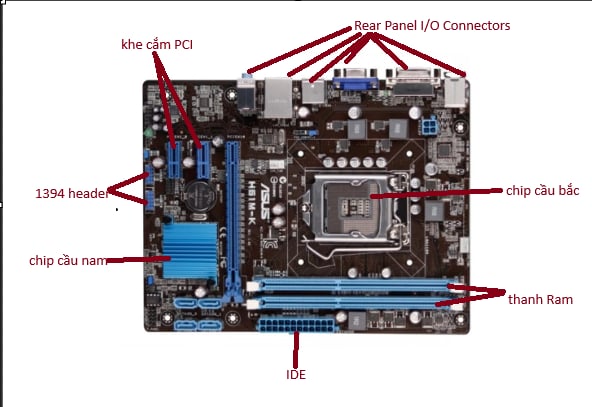 Rear Panel I/O Connectors
khe cắm PCI
1394 header
chip cầu bắc
chip cầu nam
thanh Ram
IDE
ASUS
H61M-K